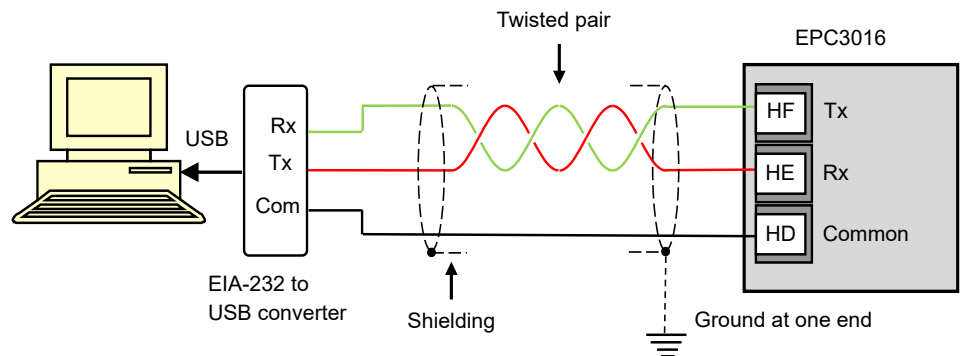 Twisted pair
EPC3016
Rx
HF
Tx
USB
Tx
HE
Rx
Com
HD
Common
EIA-232 to
USB converter
Shielding
Ground at one end